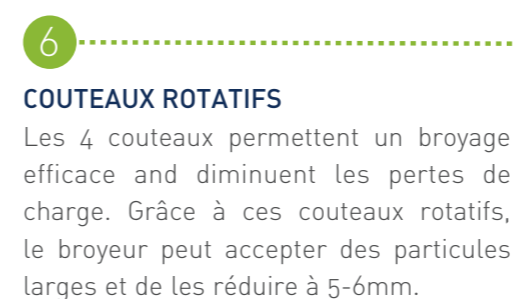 6
COUTEAUX ROTATIFS
Les 4 couteaux permettent un broyage
efficace and diminuent les pertes de
charge. Grâce à ces couteaux rotatifs,
le broyeur peut accepter des particules
larges et de les réduire à 5-6mm.